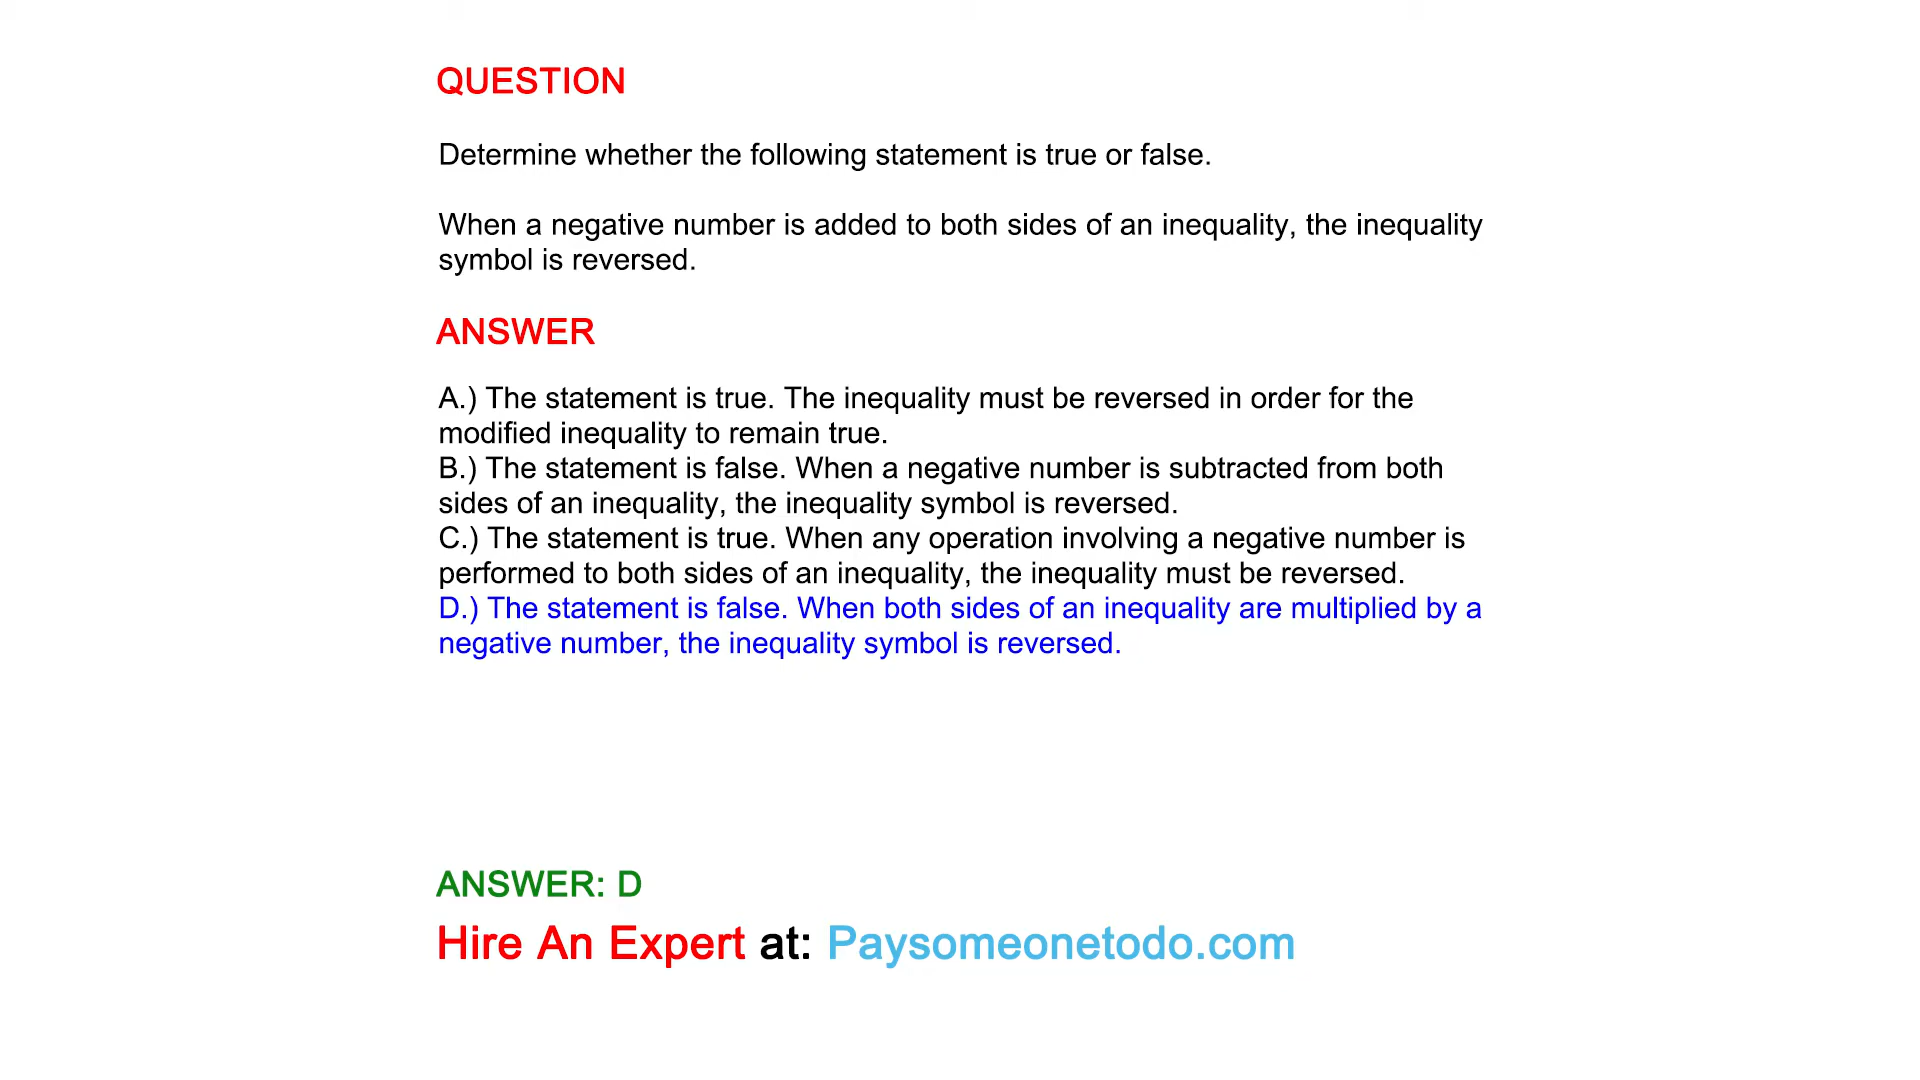 QUESTION
Determine whether the following statement is true or false.
When a negative number is added to both sides of an inequality, the inequality
symbol is reversed.
ANSWER
A.) The statement is true. The inequality must be reversed in order for the
modified inequality to remain true.
B.) The statement is false. When a negative number is subtracted from both
sides of an inequality, the inequality symbol is reversed.
C.) The statement is true. When any operation involving a negative number is
performed to both sides of an inequality, the inequality must be reversed.
D.) The statement is false. When both sides of an inequality are multiplied by a
negative number, the inequality symbol is reversed.
ANSWER: D
Hire An Expert at: Paysomeonetodo.com